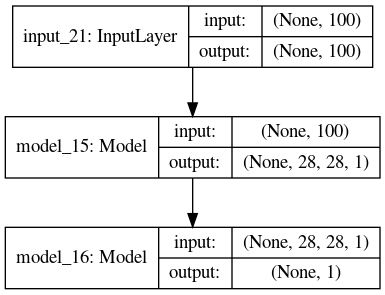 input_21: InputLayer
input: (None, 100)
output: (None, 100)
model_15: Model
input: (None, 100)
output: (None, 28, 28, 1)
model_16: Model
input: (None, 28, 28, 1)
output: (None, 1)